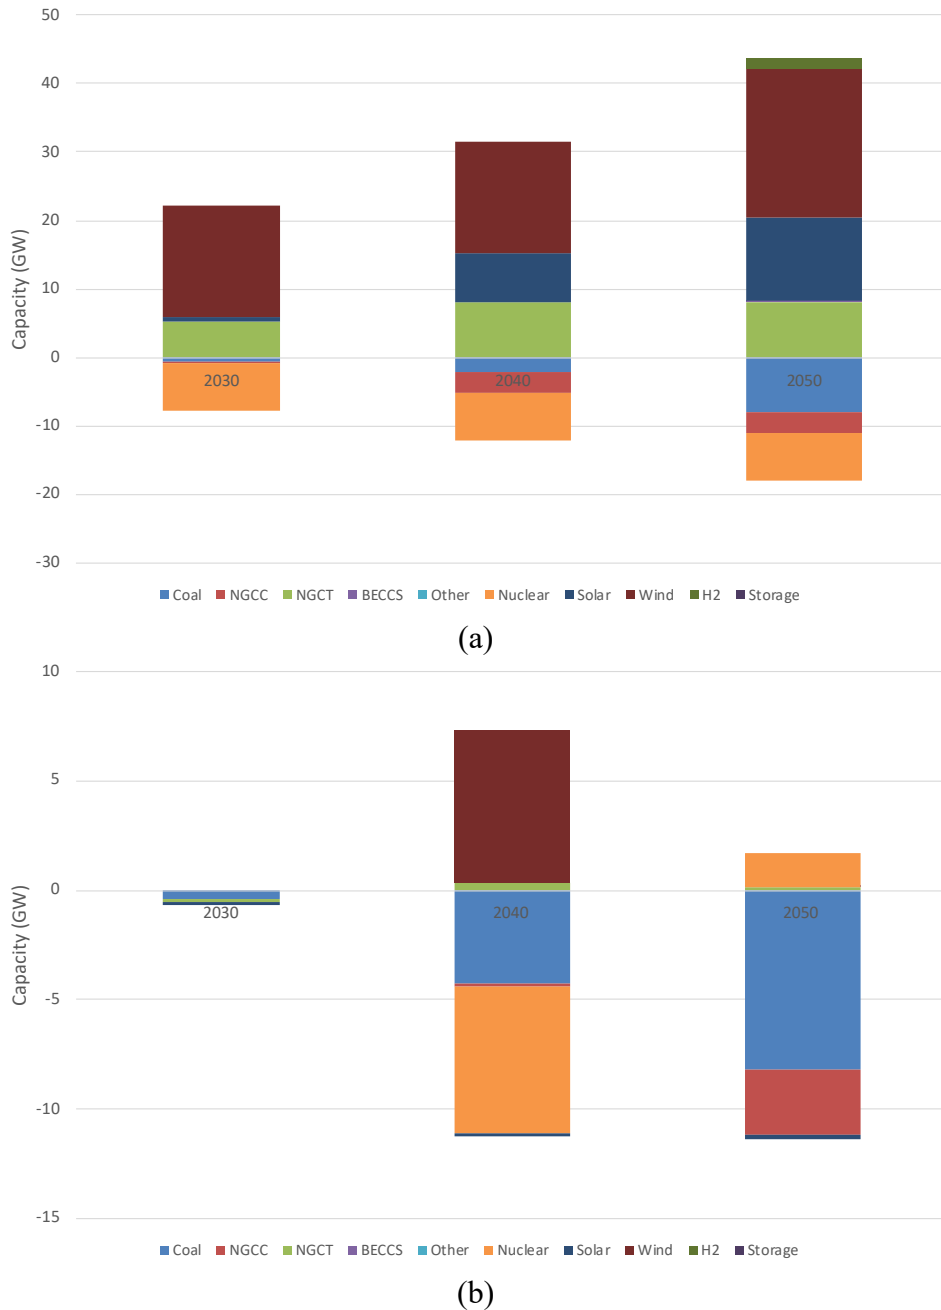 50
40
30
20
10
0
-10
-20
-30
Capacity (GW)
2030 2040 2050
Coal NGCC NGCT BECCS Other Nuclear Solar Wind H2 Storage
(a)
10
5
0
-5
-10
-15
Capacity (GW)
2030 2040 2050
Coal NGCC NGCT BECCS Other Nuclear Solar Wind H2 Storage
(b)